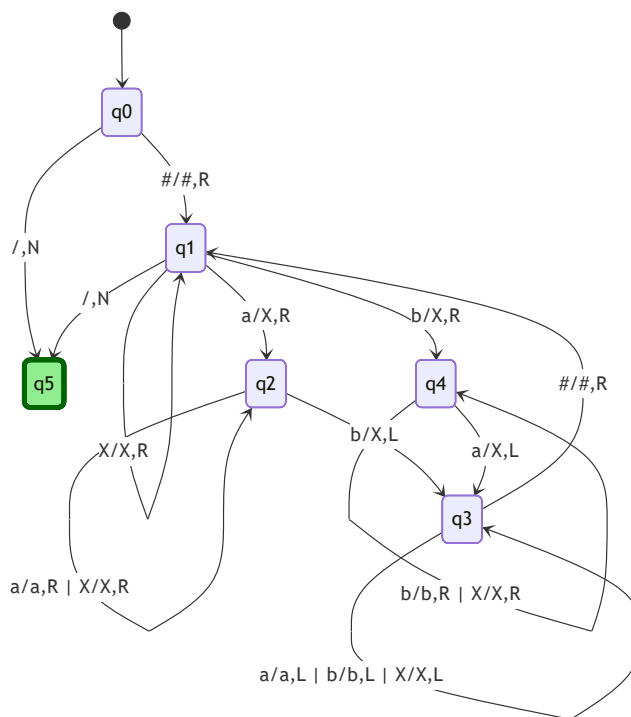 q0
#/#,R
/,N
q1
/,N
a/X,R
b/X,R
q5
q2
q4
#/#,R
X/X,R
b/X,L
a/X,L
q3
a/a,R | X/X,R
b/b,R | X/X,R
a/a,L | b/b,L | X/X,L